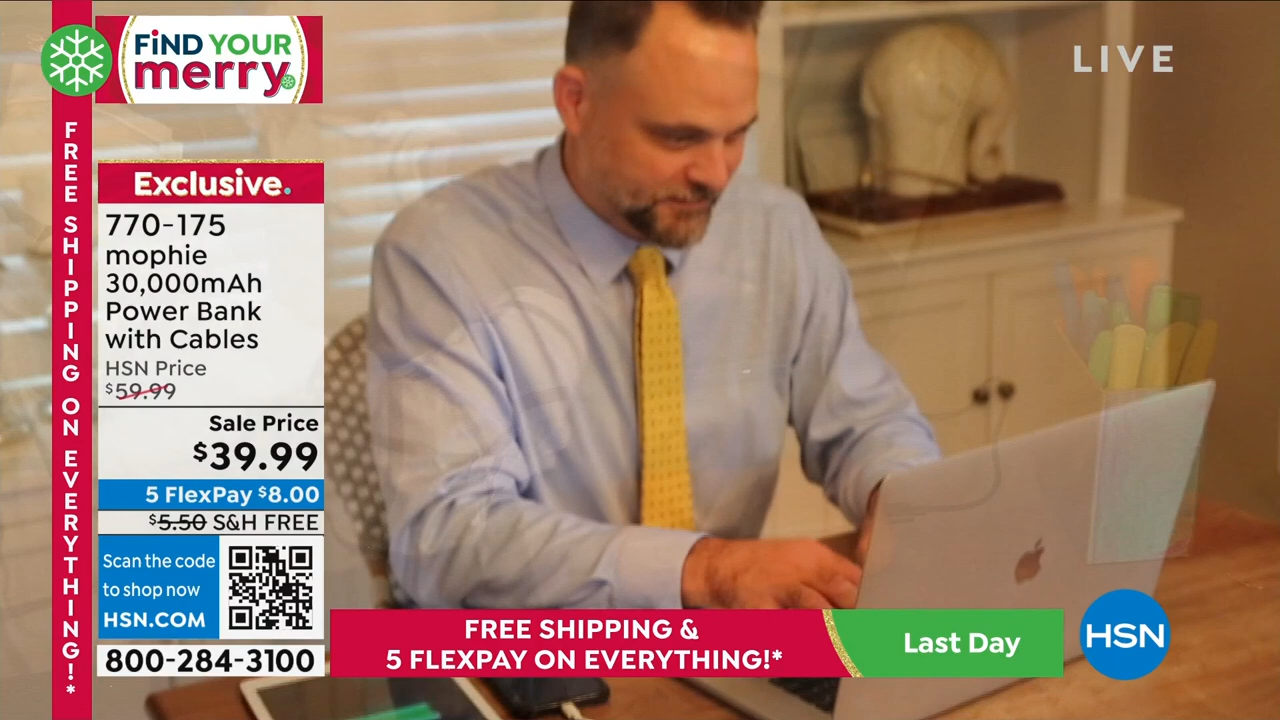 FiND YOUR
merry.
LIVE
FREE SHIPPING ON EVERYTHING!*
Exclusive.
770-175
mophie
30,000mAh
Power Bank
with Cables
HSN Price
$59.99
Sale Price
$39.99
5 FlexPay $8.00
$5.50 S&H FREE
Scan the code
to shop now
HSN.COM
800-284-3100
FREE SHIPPING &
5 FLEXPAY ON EVERYTHING!*
Last Day
HSN